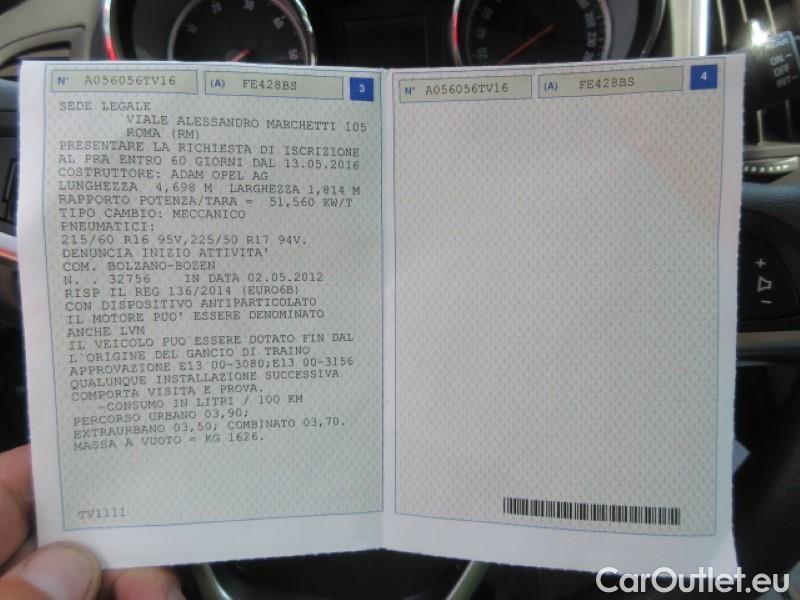 N° A056056TV16 (A) FE428BS 3
SEDE LEGALE
VIALE ALESSANDRO MARCHETTI 105
ROMA (RM)
PRESENTARE LA RICHIESTA DI ISCRIZIONE
AL PRA ENTRO 60 GIORNI DAL 13.05.2016
COSTRUTTORE: ADAM OPEL AG
LUNGHEZZA 4,698 M LARGHEZZA 1,814 M
RAPPORTO POTENZA/TARA = 51,560 KW/T
TIPO CAMBIO: MECCANICO
PNEUMATICI:
215/60 R16 95V,225/50 R17 94V.
DENUNCIA INIZIO ATTIVITA'
COM. BOLZANO-BOZEN
N. . 32756 IN DATA 02.05.2012
RISP IL REG 136/2014 (EURO6B)
CON DISPOSITIVO ANTIPARTICOLATO
IL MOTORE PUO' ESSERE DENOMINATO
ANCHE LVM
IL VEICOLO PUO'ESSERE DOTATO FIN DAL
L'ORIGINE DEL GANCIO DI TRAINO
APPROVAZIONE E13 00-3080;E13 00-3156
QUALUNQUE INSTALLAZIONE SUCCESSIVA
COMPORTA VISITA E PROVA.
-CONSUMO IN LITRI / 100 KM
PERCORSO URBANO 03,90;
EXTRAURBANO 03,50; COMBINATO 03,70.
MASSA A VUOTO = KG 1626.
TV1111
N° A056056TV16 (A) FE428BS 4
REAR
ON-
OFF
INT-
CarOutlet.eu